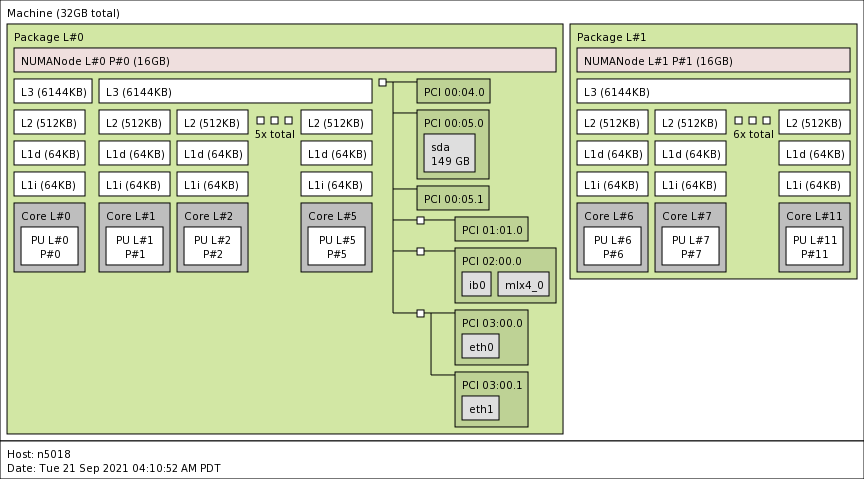 Machine (32GB total)
Package L#0
NUMANode L#0 P#0 (16GB)
L3 (6144KB)
L3 (6144KB)
L2 (512KB)
L2 (512KB)
L2 (512KB)
5x total
L2 (512KB)
L1d (64KB)
L1d (64KB)
L1d (64KB)
L1d (64KB)
L1i (64KB)
L1i (64KB)
L1i (64KB)
L1i (64KB)
Core L#0
PU L#0
P#0
Core L#1
PU L#1
P#1
Core L#2
PU L#2
P#2
Core L#5
PU L#5
P#5
PCI 00:04.0
PCI 00:05.0
sda
149 GB
PCI 00:05.1
PCI 01:01.0
PCI 02:00.0
ib0
mlx4_0
PCI 03:00.0
eth0
PCI 03:00.1
eth1
Package L#1
NUMANode L#1 P#1 (16GB)
L3 (6144KB)
L2 (512KB)
L2 (512KB)
6x total
L2 (512KB)
L1d (64KB)
L1d (64KB)
L1d (64KB)
L1i (64KB)
L1i (64KB)
L1i (64KB)
Core L#6
PU L#6
P#6
Core L#7
PU L#7
P#7
Core L#11
PU L#11
P#11
Host: n5018
Date: Tue 21 Sep 2021 04:10:52 AM PDT